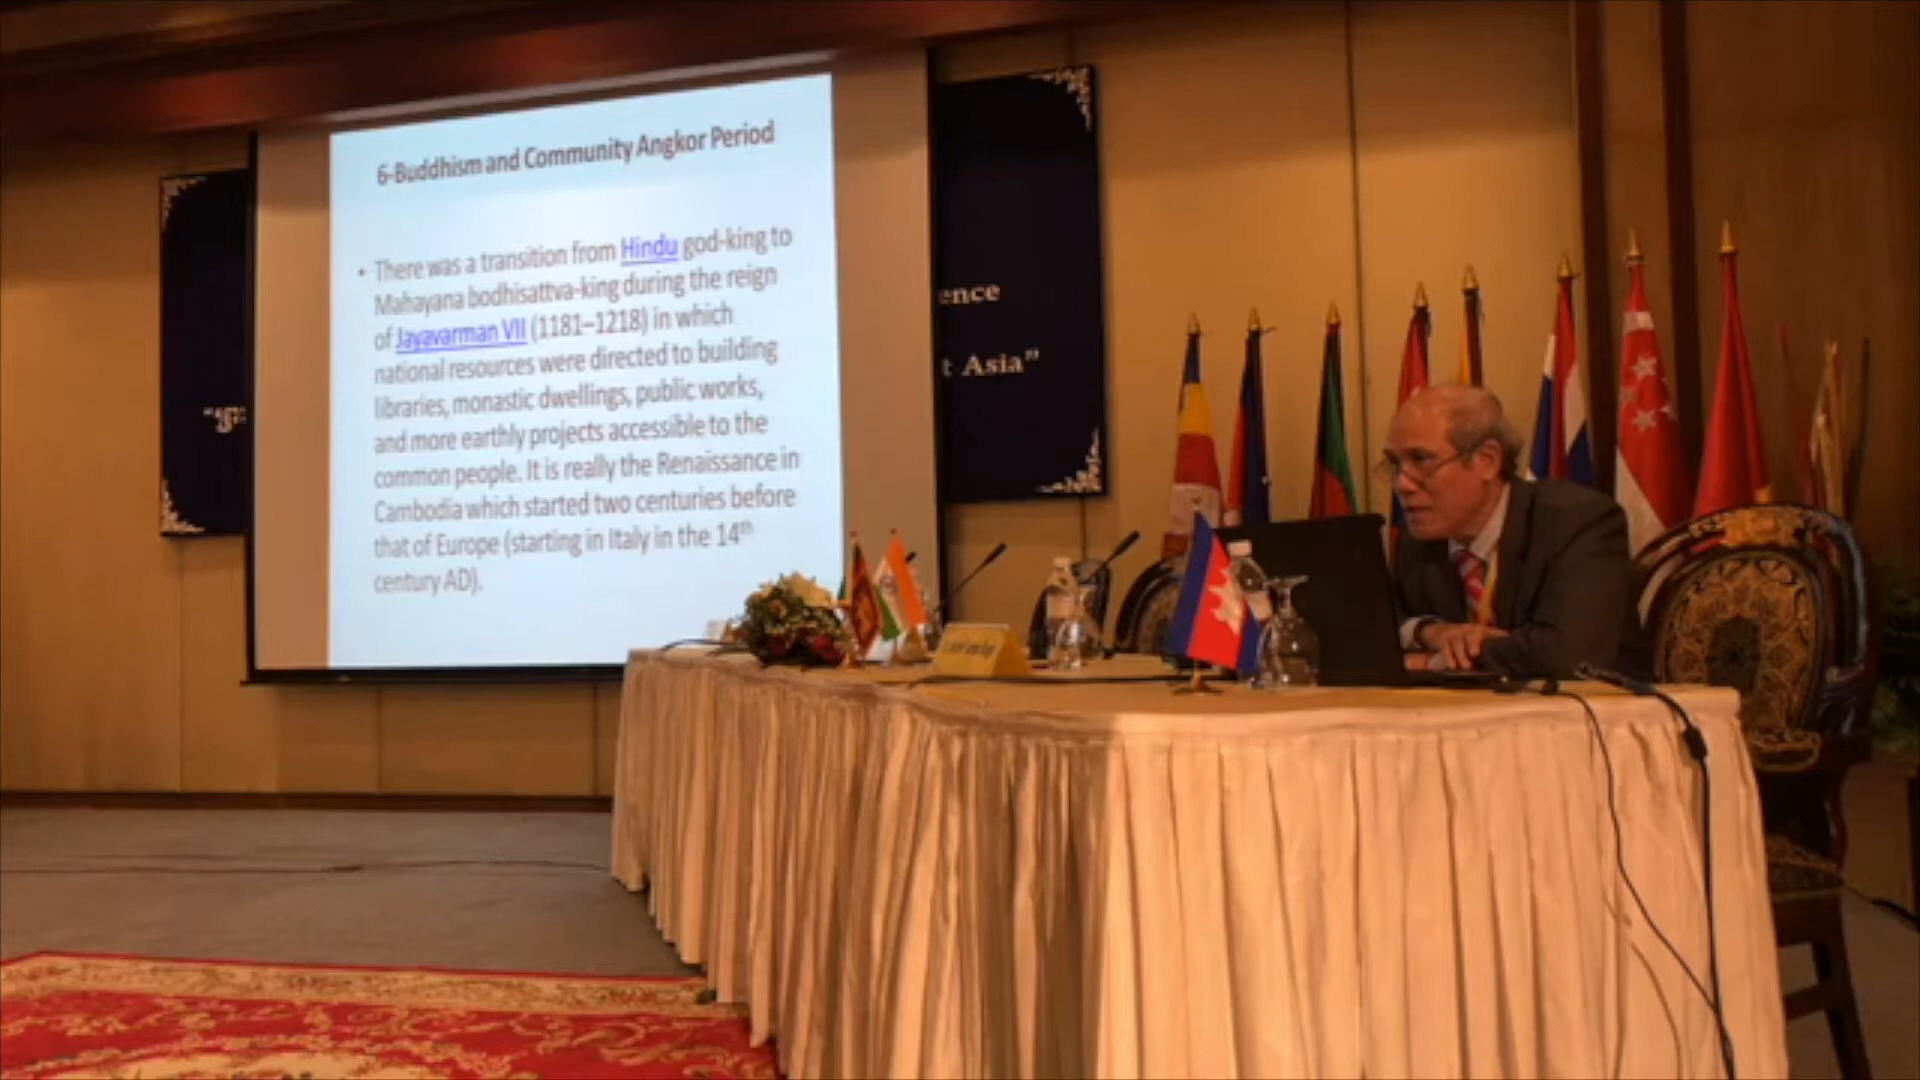 6-Buddhism and Community Angkor Period
• There was a transition from Hindu god-king to
Mahayana bodhisattva-king during the reign
of Jayavarman VII (1181–1218) in which
national resources were directed to building
libraries, monastic dwellings, public works,
and more earthly projects accessible to the
common people. It is really the Renaissance in
Cambodia which started two centuries before
that of Europe (starting in Italy in the 14th
century AD).
ence
t Asia”